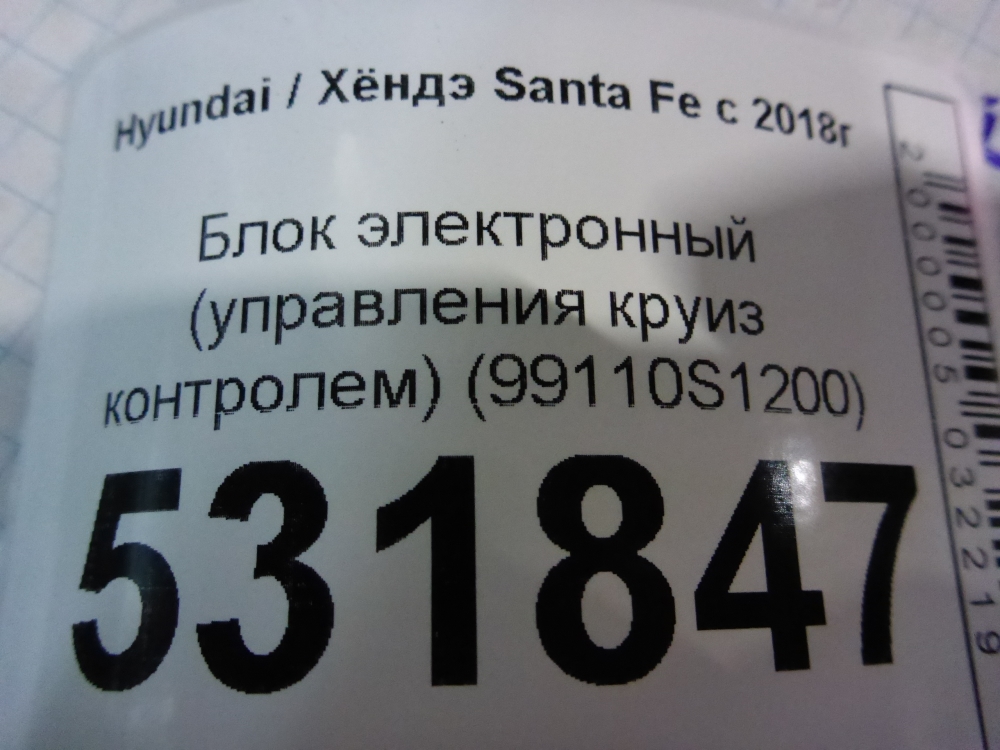 Hyundai / Хёндэ Santa Fe с 2018г
Блок электронный
(управления круиз
контролем) (99110S1200)
531847
2000005032219